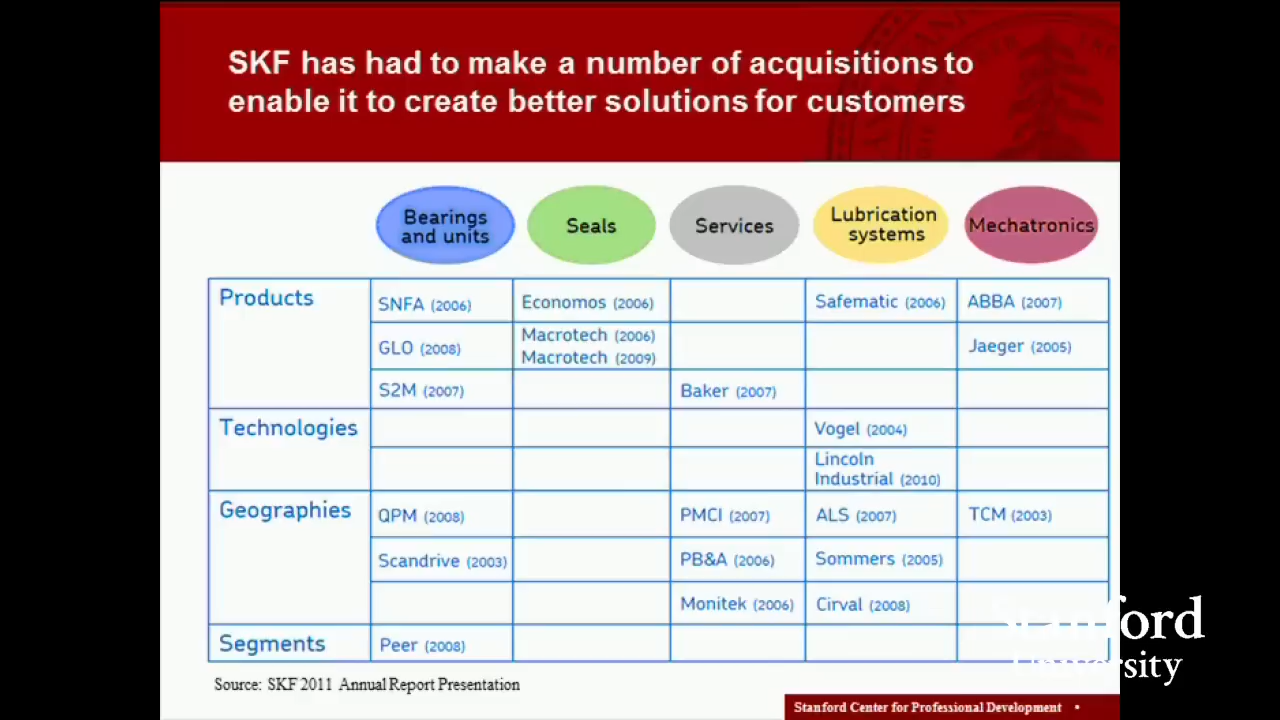 SKF has had to make a number of acquisitions to
enable it to create better solutions for customers
Bearings
and units
Seals
Services
Lubrication
systems
Mechatronics
Products
SNFA (2006)
Economos (2006)
Safematic (2006)
ABBA (2007)
GLO (2008)
Macrotech (2006)
Macrotech (2009)
Jaeger (2005)
S2M (2007)
Baker (2007)
Technologies
Vogel (2004)
Lincoln
Industrial (2010)
Geographies
QPM (2008)
PMCI (2007)
ALS (2007)
TCM (2003)
Scandrive (2003)
PB&A (2006)
Sommers (2005)
Monitek (2006)
Cirval (2008)
Segments
Peer (2008)
Stanford
University
Source: SKF 2011 Annual Report Presentation
Stanford Center for Professional Development •